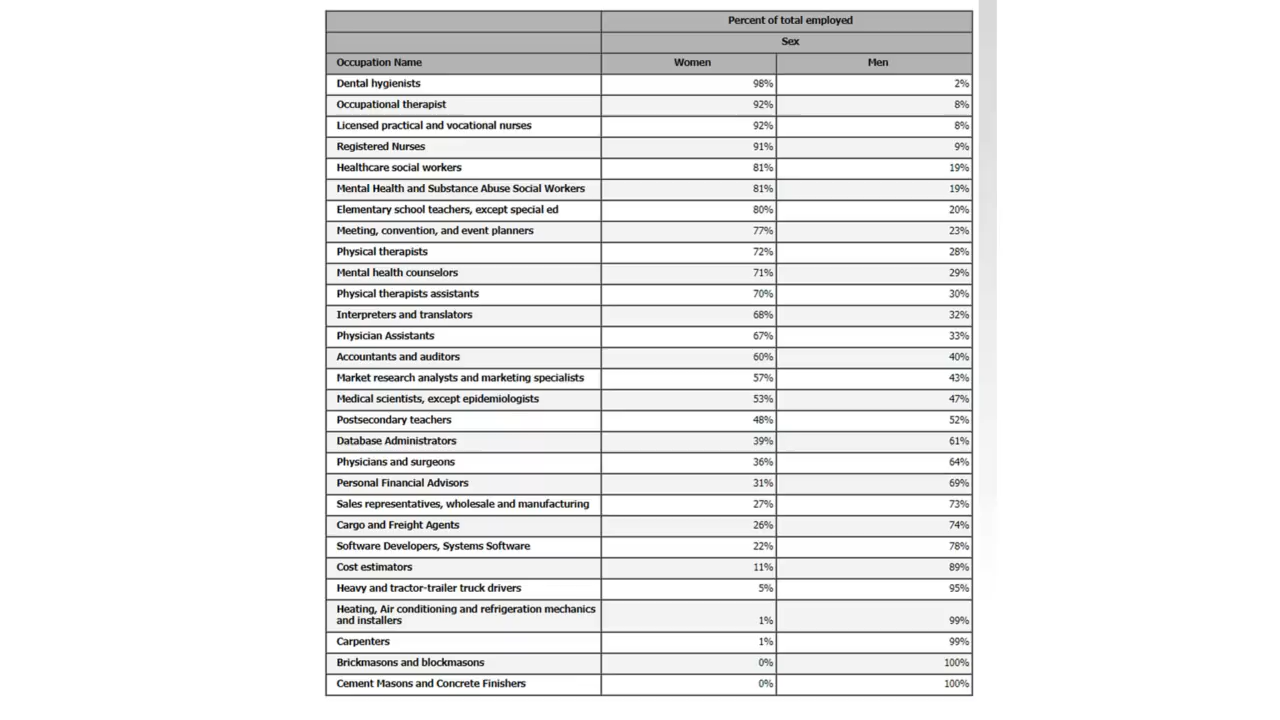 Percent of total employed
Sex
Occupation Name Women Men
Dental hygienists 98% 2%
Occupational therapist 92% 8%
Licensed practical and vocational nurses 92% 8%
Registered Nurses 91% 9%
Healthcare social workers 81% 19%
Mental Health and Substance Abuse Social Workers 81% 19%
Elementary school teachers, except special ed 80% 20%
Meeting, convention, and event planners 77% 23%
Physical therapists 72% 28%
Mental health counselors 71% 29%
Physical therapists assistants 70% 30%
Interpreters and translators 68% 32%
Physician Assistants 67% 33%
Accountants and auditors 60% 40%
Market research analysts and marketing specialists 57% 43%
Medical scientists, except epidemiologists 53% 47%
Postsecondary teachers 48% 52%
Database Administrators 39% 61%
Physicians and surgeons 36% 64%
Personal Financial Advisors 31% 69%
Sales representatives, wholesale and manufacturing 27% 73%
Cargo and Freight Agents 26% 74%
Software Developers, Systems Software 22% 78%
Cost estimators 11% 89%
Heavy and tractor-trailer truck drivers 5% 95%
Heating, Air conditioning and refrigeration mechanics
and installers 1% 99%
Carpenters 1% 99%
Brickmasons and blockmasons 0% 100%
Cement Masons and Concrete Finishers 0% 100%